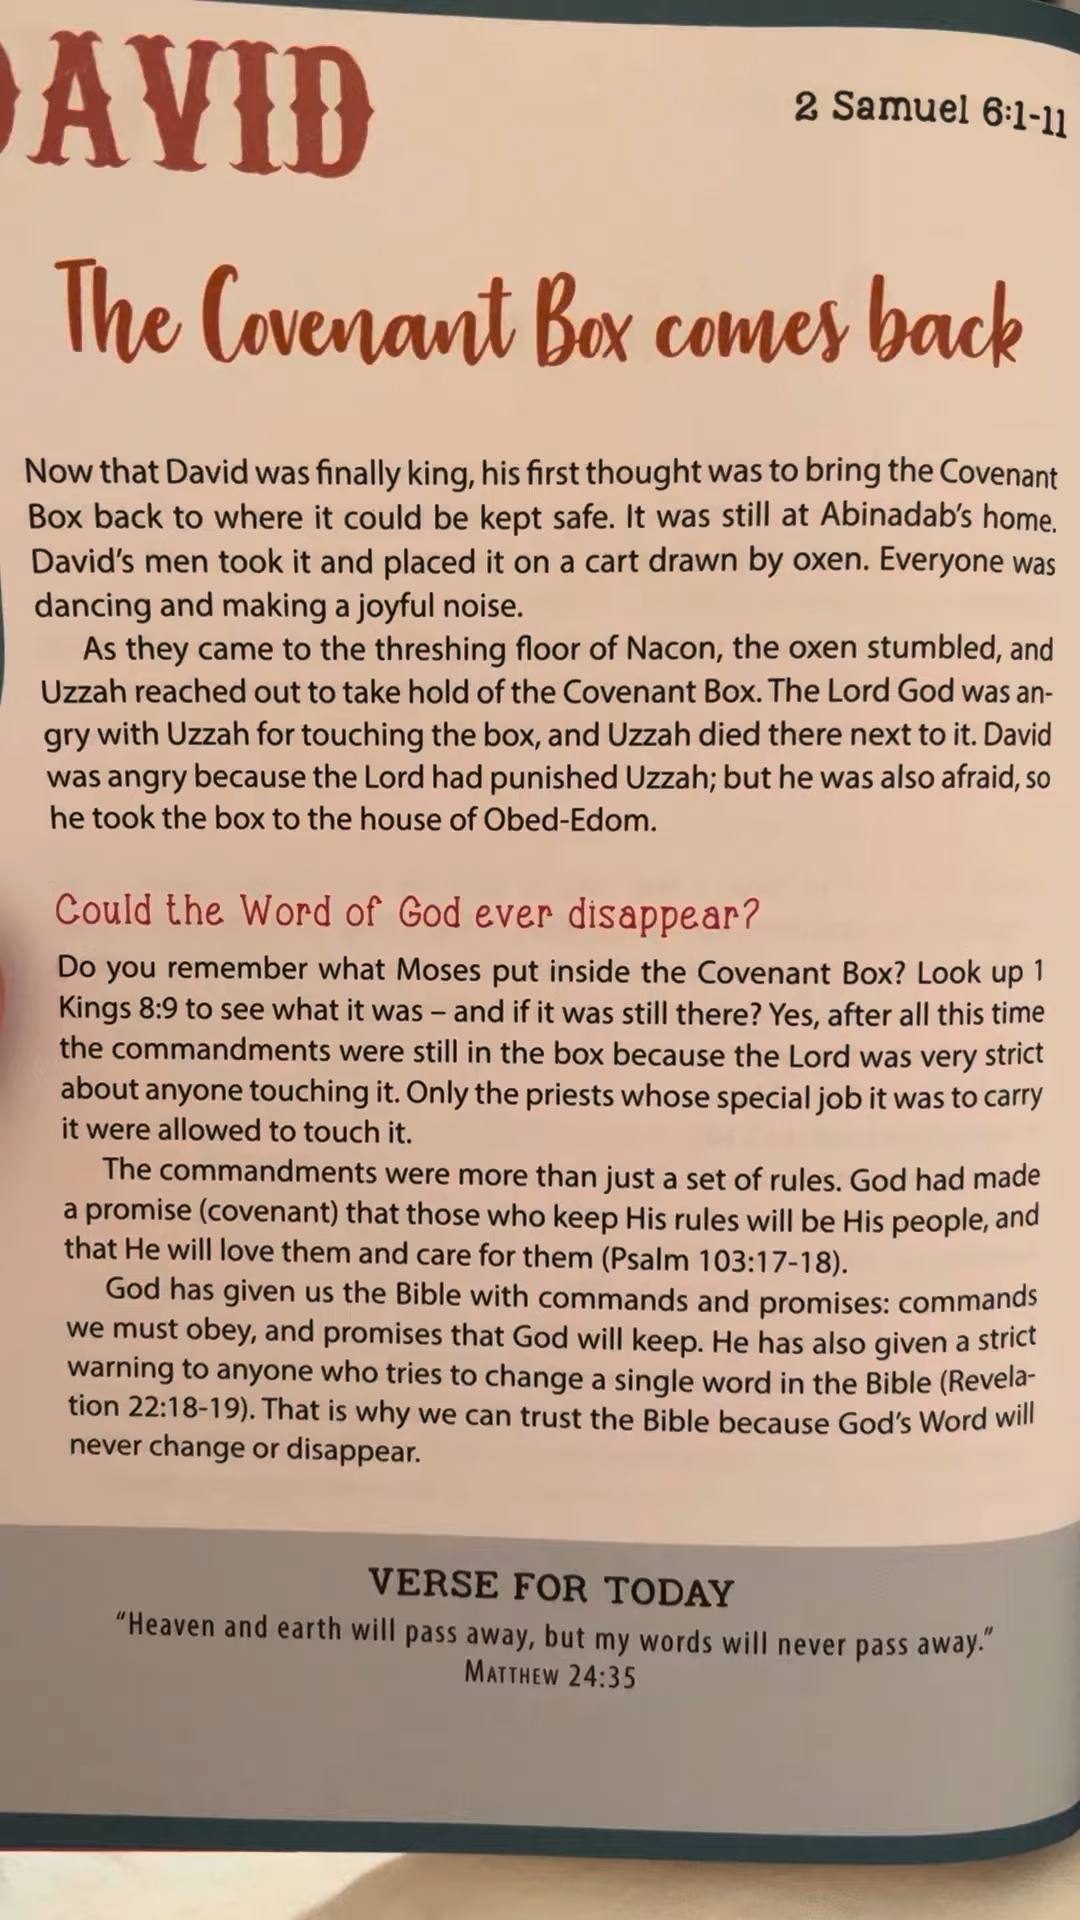 DAVID
2 Samuel 6:1-11
The Covenant Box comes back
Now that David was finally king, his first thought was to bring the Covenant
Box back to where it could be kept safe. It was still at Abinadab's home.
David's men took it and placed it on a cart drawn by oxen. Everyone was
dancing and making a joyful noise.
As they came to the threshing floor of Nacon, the oxen stumbled, and
Uzzah reached out to take hold of the Covenant Box. The Lord God was an-
gry with Uzzah for touching the box, and Uzzah died there next to it. David
was angry because the Lord had punished Uzzah; but he was also afraid, so
he took the box to the house of Obed-Edom.
Could the Word of God ever disappear?
Do you remember what Moses put inside the Covenant Box? Look up 1
Kings 8:9 to see what it was – and if it was still there? Yes, after all this time
the commandments were still in the box because the Lord was very strict
about anyone touching it. Only the priests whose special job it was to carry
it were allowed to touch it.
The commandments were more than just a set of rules. God had made
a promise (covenant) that those who keep His rules will be His people, and
that He will love them and care for them (Psalm 103:17-18).
God has given us the Bible with commands and promises: commands
we must obey, and promises that God will keep. He has also given a strict
warning to anyone who tries to change a single word in the Bible (Revela-
tion 22:18-19). That is why we can trust the Bible because God's Word will
never change or disappear.
VERSE FOR TODAY
"Heaven and earth will pass away, but my words will never pass away."
MATTHEW 24:35